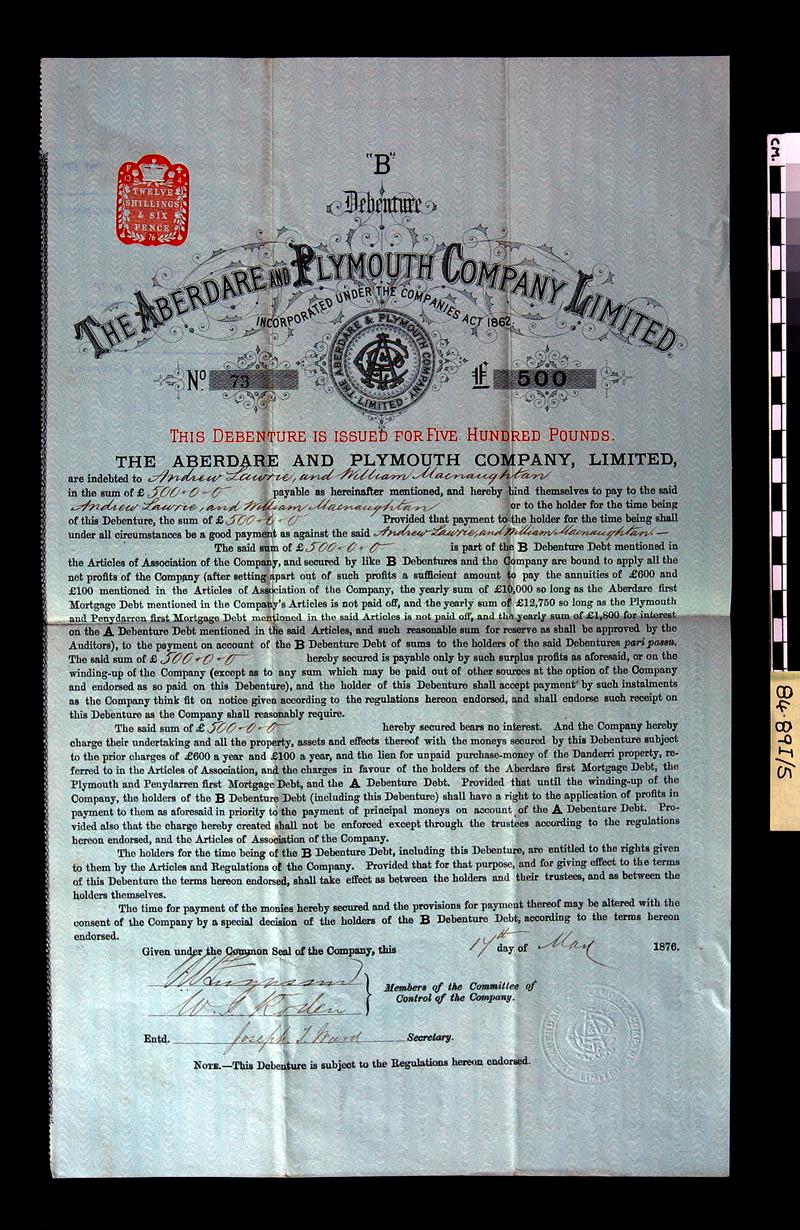 "B"
Debenture
THE ABERDARE AND PLYMOUTH COMPANY LIMITED.
INCORPORATED UNDER THE COMPANIES ACT 1862.
F
13 4
TWELVE
SHILLINGS
& SIX
PENCE
76
THE ABERDARE & PLYMOUTH COMPANY LIMITED
No 73 £ 500
THIS DEBENTURE IS ISSUED FOR FIVE HUNDRED POUNDS.
THE ABERDARE AND PLYMOUTH COMPANY, LIMITED,
are indebted to Andrew Lawrie, and William Macnaughtan
in the sum of £ 500-0-0 payable as hereinafter mentioned, and hereby bind themselves to pay to the said
Andrew Lawrie, and William Macnaughtan or to the holder for the time being
of this Debenture, the sum of £ 500-0-0 Provided that payment to the holder for the time being shall
under all circumstances be a good payment as against the said Andrew Lawrie, and William Macnaughtan.—
The said sum of £ 500-0-0 is part of the B Debenture Debt mentioned in
the Articles of Association of the Company, and secured by like B Debentures and the Company are bound to apply all the
net profits of the Company (after setting apart out of such profits a sufficient amount to pay the annuities of £600 and
£100 mentioned in the Articles of Association of the Company, the yearly sum of £10,000 so long as the Aberdare first
Mortgage Debt mentioned in the Company's Articles is not paid off, and the yearly sum of £12,750 so long as the Plymouth
and Penydarren first Mortgage Debt mentioned in the said Articles is not paid off, and the yearly sum of £1,800 for interest
on the A Debenture Debt mentioned in the said Articles, and such reasonable sum for reserve as shall be approved by the
Auditors), to the payment on account of the B Debenture Debt of sums to the holders of the said Debentures pari passu.
The said sum of £ 500-0-0 hereby secured is payable only by such surplus profits as aforesaid, or on the
winding-up of the Company (except as to any sum which may be paid out of other sources at the option of the Company
and endorsed as so paid on this Debenture), and the holder of this Debenture shall accept payment by such instalments
as the Company think fit on notice given according to the regulations hereon endorsed, and shall endorse such receipt on
this Debenture as the Company shall reasonably require.
The said sum of £ 500-0-0 hereby secured bears no interest. And the Company hereby
charge their undertaking and all the property, assets and effects thereof with the moneys secured by this Debenture subject
to the prior charges of £600 a year and £100 a year, and the lien for unpaid purchase-money of the Danderri property, re-
ferred to in the Articles of Association, and the charges in favour of the holders of the Aberdare first Mortgage Debt, the
Plymouth and Penydarren first Mortgage Debt, and the A Debenture Debt. Provided that until the winding-up of the
Company, the holders of the B Debenture Debt (including this Debenture) shall have a right to the application of profits in
payment to them as aforesaid in priority to the payment of principal moneys on account of the A Debenture Debt. Pro-
vided also that the charge hereby created shall not be enforced except through the trustees according to the regulations
hereon endorsed, and the Articles of Association of the Company.
The holders for the time being of the B Debenture Debt, including this Debenture, are entitled to the rights given
to them by the Articles and Regulations of the Company. Provided that for that purpose, and for giving effect to the terms
of this Debenture the terms hereon endorsed, shall take effect as between the holders and their trustees, and as between the
holders themselves.
The time for payment of the monies hereby secured and the provisions for payment thereof may be altered with the
consent of the Company by a special decision of the holders of the B Debenture Debt, according to the terms hereon
endorsed.
Given under the Common Seal of the Company, this 17th day of May 1876.
Members of the Committee of
Control of the Company.
Entd. Joseph T. Ward Secretary.
NOTE.—This Debenture is subject to the Regulations hereon endorsed.
CM.
84.89I/5